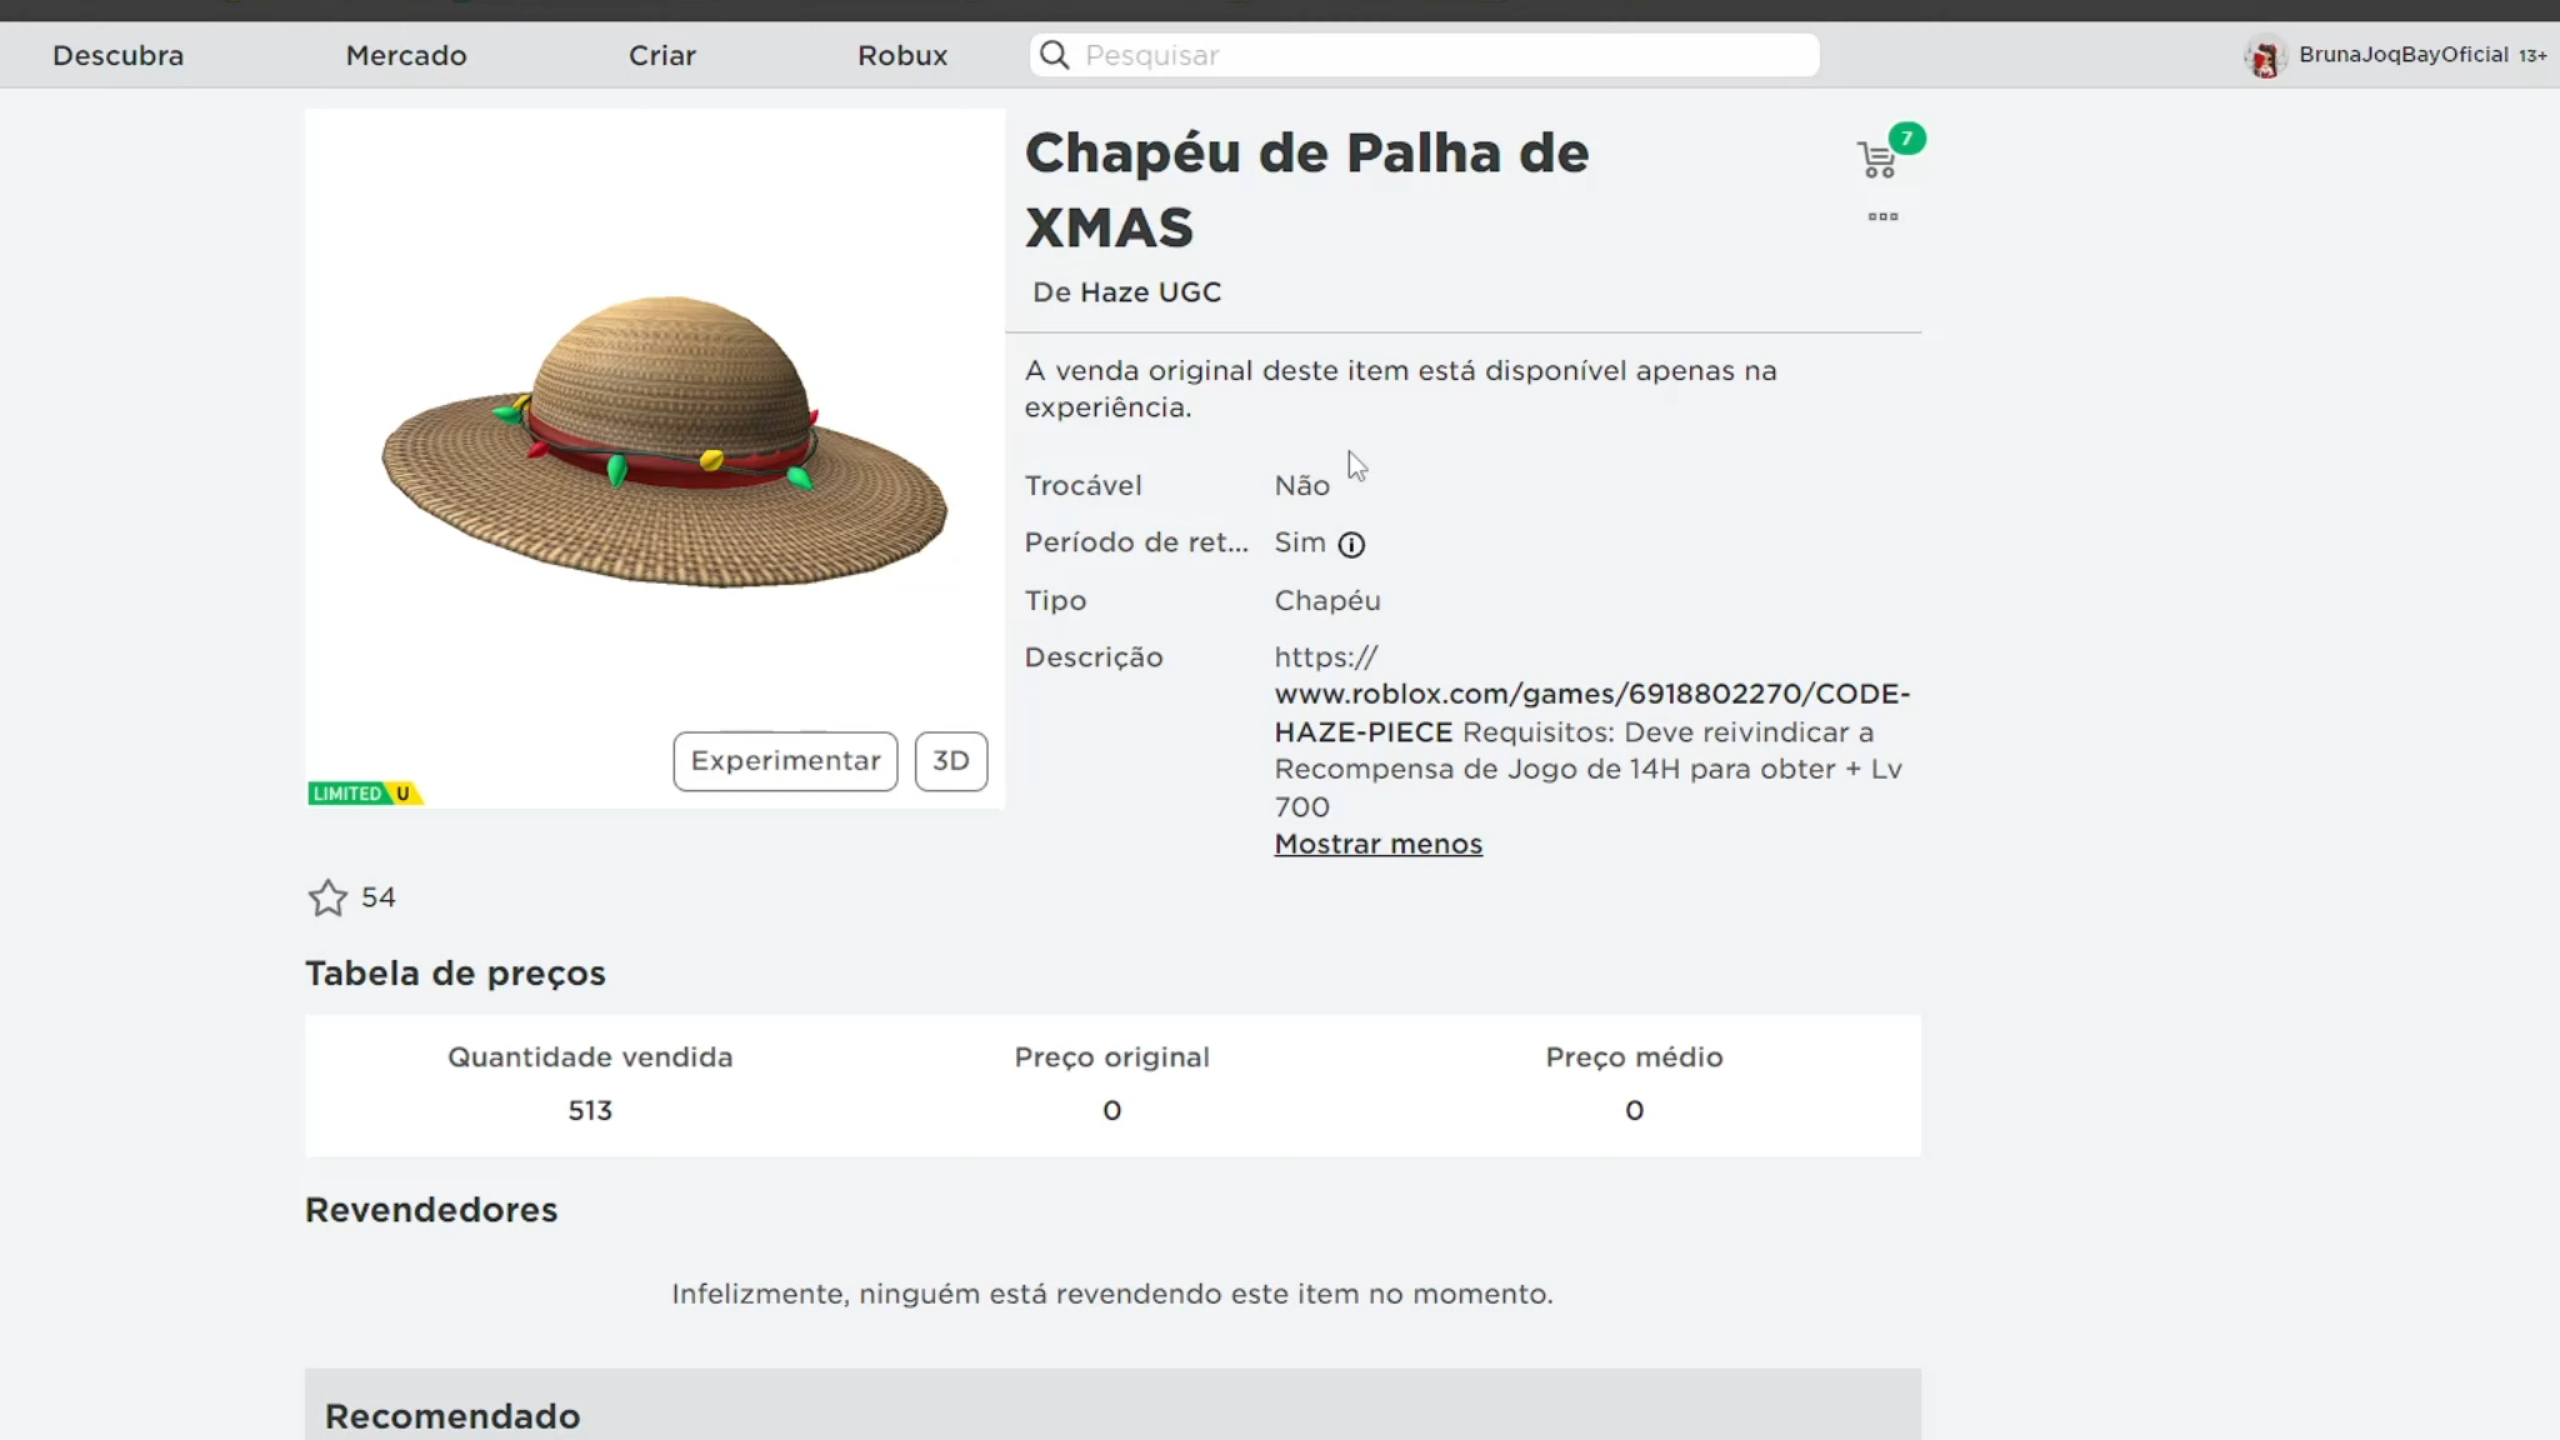 Descubra
Mercado
Criar
Robux
Pesquisar
BrunaJoqBayOficial 13+
Chapéu de Palha de
XMAS
7
De Haze UGC
A venda original deste item está disponível apenas na
experiência.
Trocável Não
Período de ret... Sim
Tipo Chapéu
Descrição https://
www.roblox.com/games/6918802270/CODE-
HAZE-PIECE Requisitos: Deve reivindicar a
Recompensa de Jogo de 14H para obter + Lv
700
Mostrar menos
Experimentar
3D
LIMITED U
54
Tabela de preços
Quantidade vendida
513
Preço original
0
Preço médio
0
Revendedores
Infelizmente, ninguém está revendendo este item no momento.
Recomendado